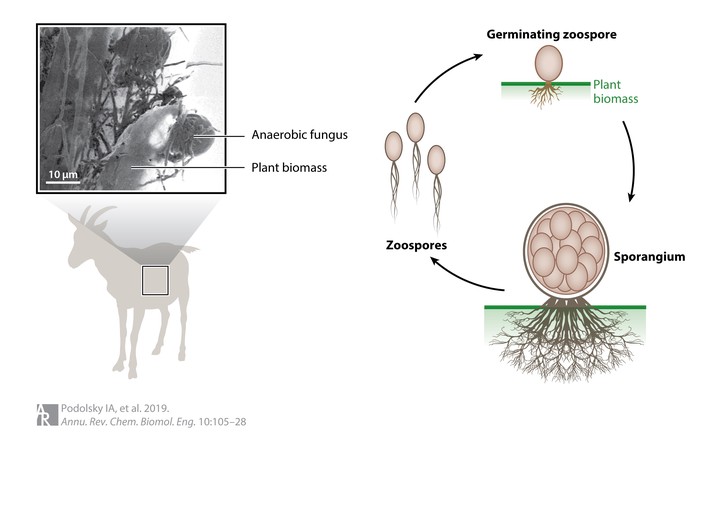 Germinating zoospore
Plant
biomass
Anaerobic fungus
Plant biomass
10 µm
Zoospores
Sporangium
AR
Podolsky IA, et al. 2019.
Annu. Rev. Chem. Biomol. Eng. 10:105–28